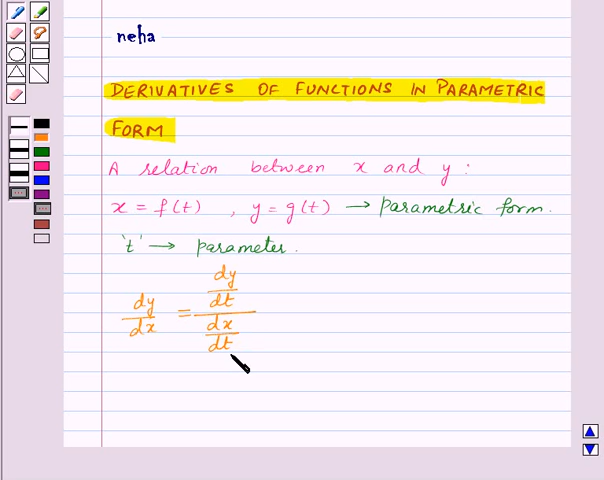 neha
DERIVATIVES OF FUNCTIONS IN PARAMETRIC
FORM
A relation between x and y :
x = f(t) , y = g(t) → parametric form.
't' → parameter.
dy/dx = (dy/dt)/(dx/dt)